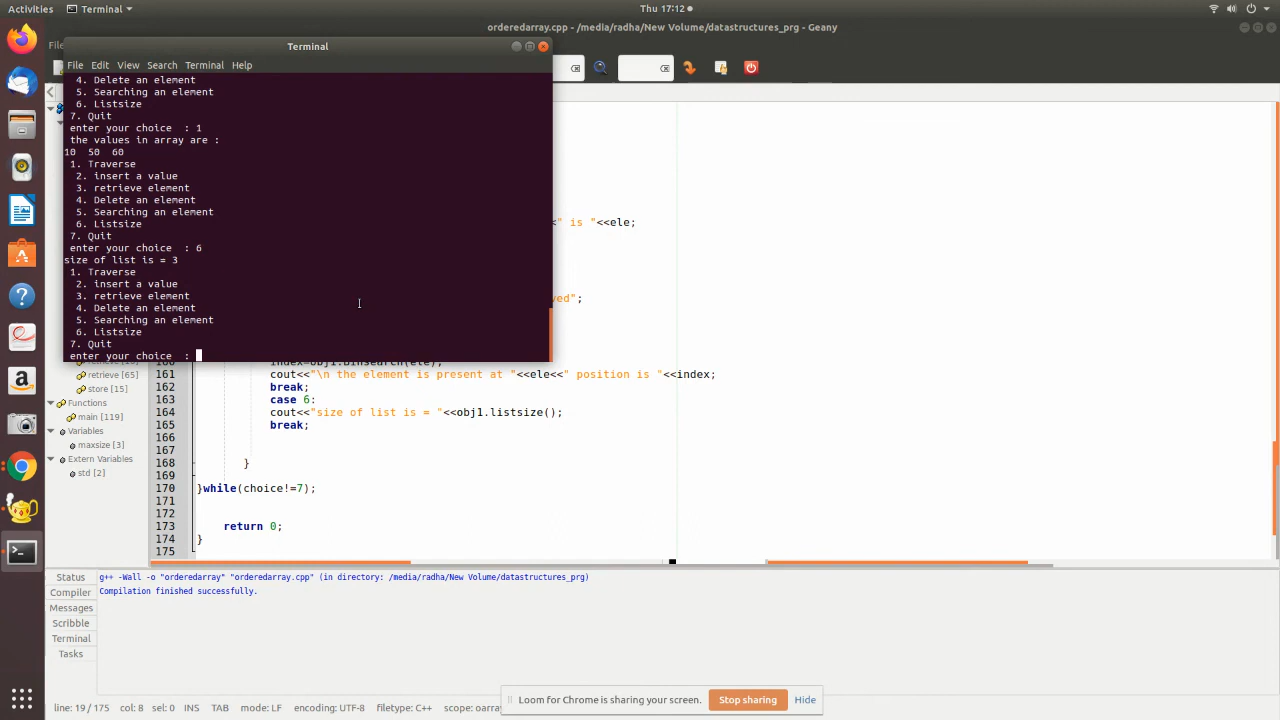 Activities
Terminal
Thu 17:12
orderedarray.cpp - /media/radha/New Volume/datastructures_prg - Geany
Terminal
File Edit View Search Terminal Help
4. Delete an element
5. Searching an element
6. Listsize
7. Quit
enter your choice  : 1
the values in array are :
10  50  60
1. Traverse
2. insert a value
3. retrieve element
4. Delete an element
5. Searching an element
6. Listsize
7. Quit
enter your choice  : 6
size of list is = 3
1. Traverse
2. insert a value
3. retrieve element
4. Delete an element
5. Searching an element
6. Listsize
7. Quit
enter your choice  :
<" is "<<ele;
ved";
retrieve [65]
store [15]
Functions
main [119]
Variables
maxsize [3]
Extern Variables
std [2]
161 cout<<"\n the element is present at "<<ele<<" position is "<<index;
162 break;
163 case 6:
164 cout<<"size of list is = "<<obj1.listsize();
165 break;
166
167
168 }
169
170 }while(choice!=7);
171
172
173 return 0;
174 }
175
Status
Compiler
Messages
Scribble
Terminal
Tasks
g++ -Wall -o "orderedarray" "orderedarray.cpp" (in directory: /media/radha/New Volume/datastructures_prg)
Compilation finished successfully.
Loom for Chrome is sharing your screen. Stop sharing Hide
line: 19 / 175 col: 8 sel: 0 INS TAB mode: LF encoding: UTF-8 filetype: C++ scope: oarray